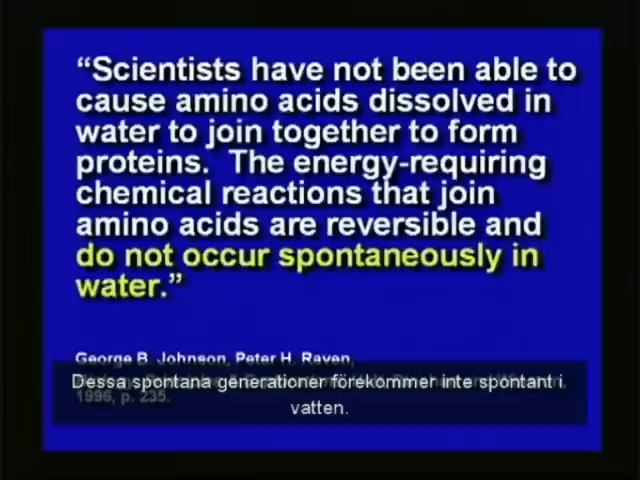 “Scientists have not been able to
cause amino acids dissolved in
water to join together to form
proteins. The energy-requiring
chemical reactions that join
amino acids are reversible and
do not occur spontaneously in
water.”
George B. Johnson, Peter H. Raven,
1996, p. 235.
Dessa spontana generationer förekommer inte spontant i
vatten.